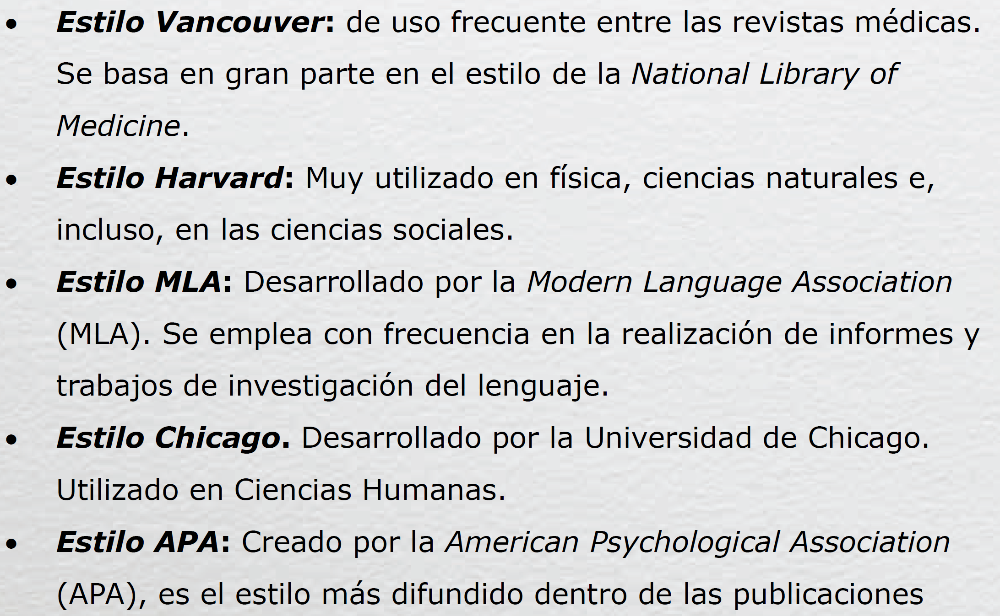 • Estilo Vancouver: de uso frecuente entre las revistas médicas.
Se basa en gran parte en el estilo de la National Library of
Medicine.
• Estilo Harvard: Muy utilizado en física, ciencias naturales e,
incluso, en las ciencias sociales.
• Estilo MLA: Desarrollado por la Modern Language Association
(MLA). Se emplea con frecuencia en la realización de informes y
trabajos de investigación del lenguaje.
• Estilo Chicago. Desarrollado por la Universidad de Chicago.
Utilizado en Ciencias Humanas.
• Estilo APA: Creado por la American Psychological Association
(APA), es el estilo más difundido dentro de las publicaciones